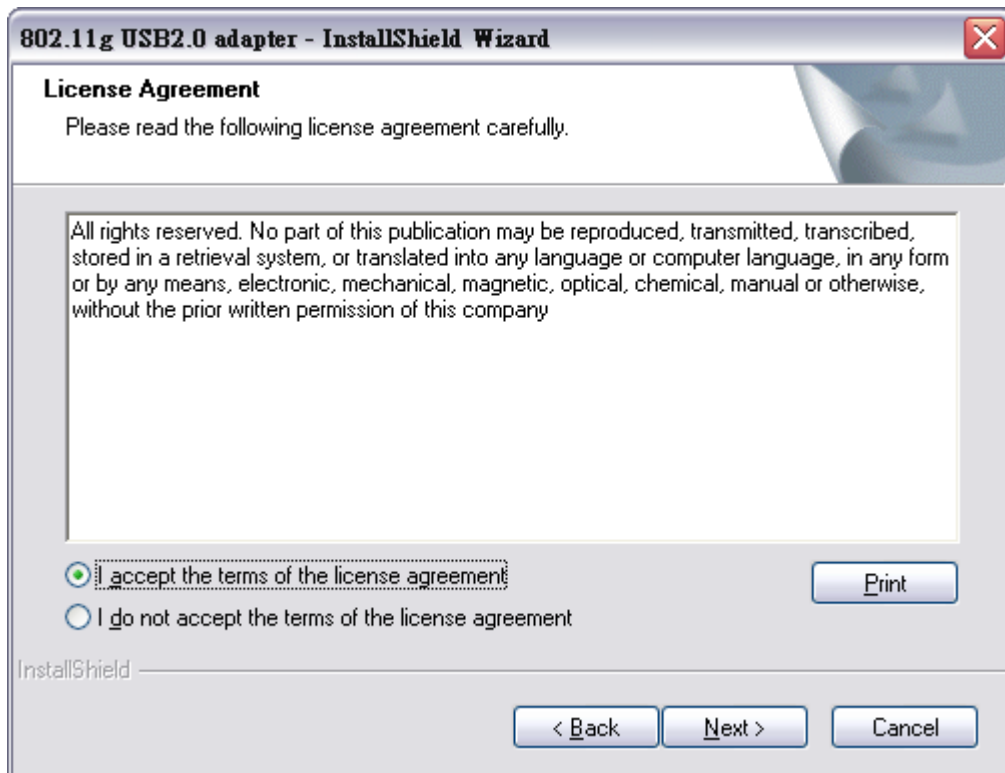 802.11g USB2.0 adapter - InstallShield Wizard
License Agreement
Please read the following license agreement carefully.
All rights reserved. No part of this publication may be reproduced, transmitted, transcribed,
stored in a retrieval system, or translated into any language or computer language, in any form
or by any means, electronic, mechanical, magnetic, optical, chemical, manual or otherwise,
without the prior written permission of this company
I accept the terms of the license agreement
Print
I do not accept the terms of the license agreement
InstallShield
< Back
Next >
Cancel